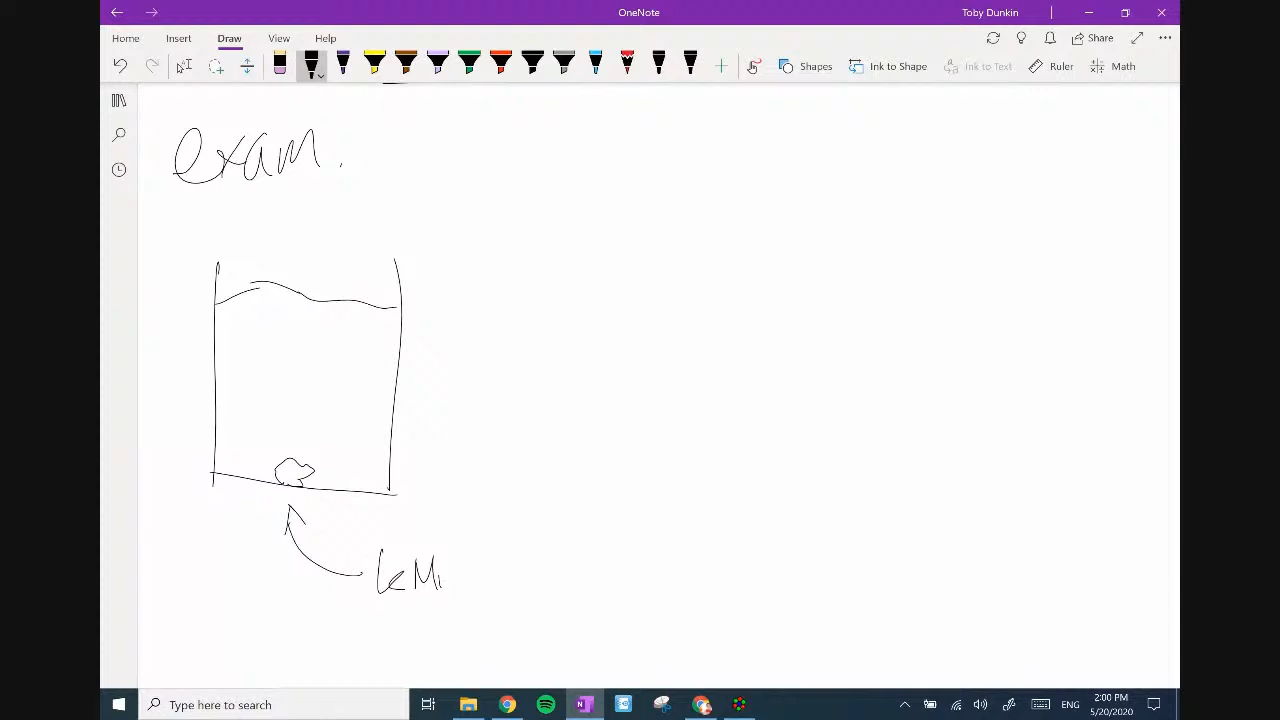 OneNote
Toby Dunkin
Home Insert Draw View Help
Share
Shapes
Ink to Shape
Ink to Text
Ruler
Math
exam.
kM
Type here to search
ENG
2:00 PM
5/20/2020